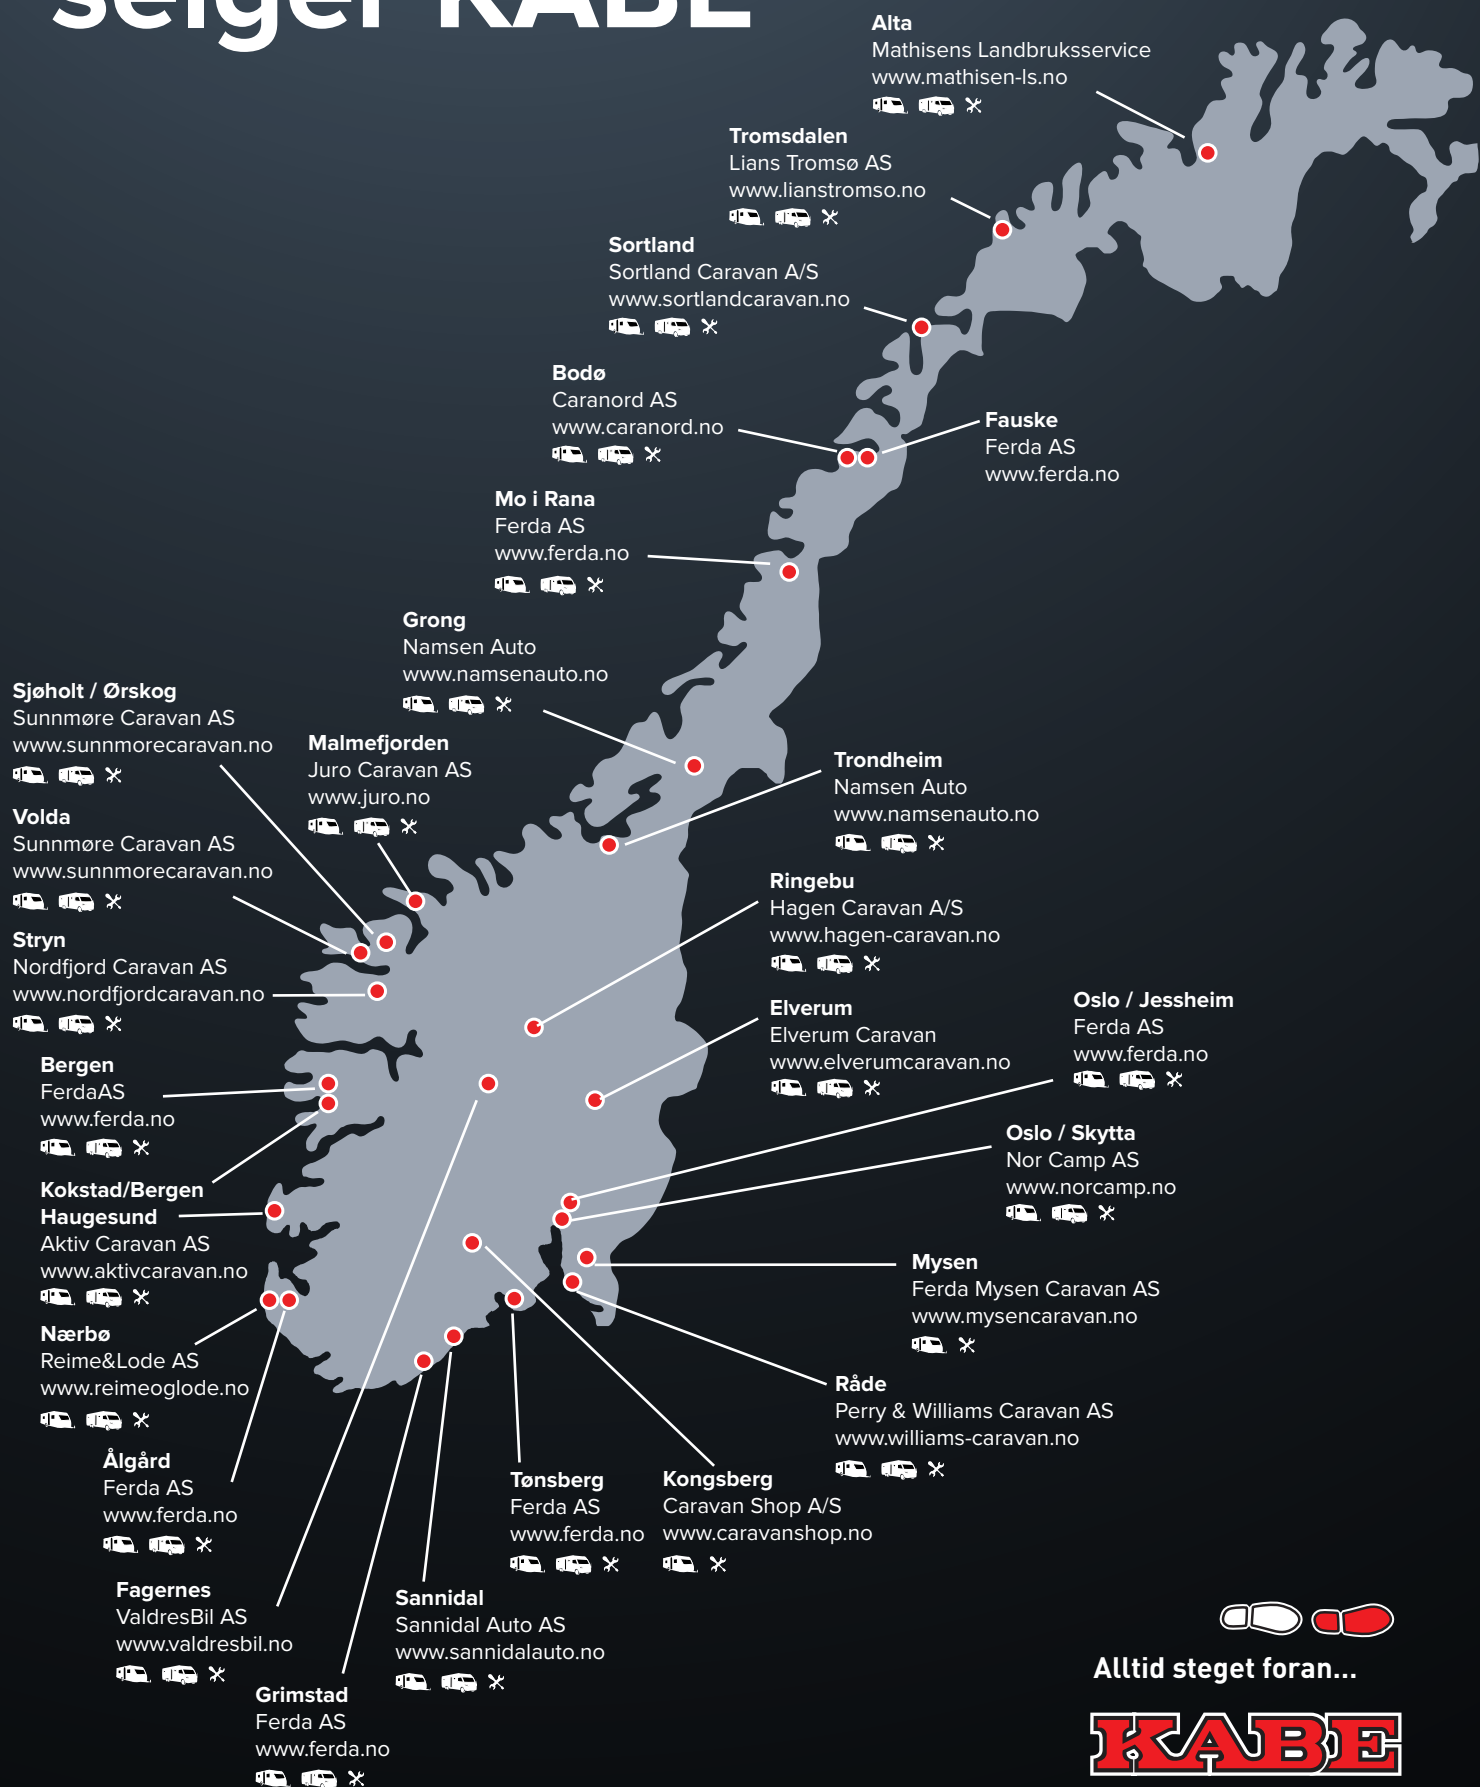 selger KABE
Alta
Mathisens Landbruksservice
www.mathisen-ls.no
Tromsdalen
Lians Tromsø AS
www.lianstromso.no
Sortland
Sortland Caravan A/S
www.sortlandcaravan.no
Bodø
Caranord AS
www.caranord.no
Fauske
Ferda AS
www.ferda.no
Mo i Rana
Ferda AS
www.ferda.no
Grong
Namsen Auto
www.namsenauto.no
Sjøholt / Ørskog
Sunnmøre Caravan AS
www.sunnmorecaravan.no
Malmefjorden
Juro Caravan AS
www.juro.no
Trondheim
Namsen Auto
www.namsenauto.no
Volda
Sunnmøre Caravan AS
www.sunnmorecaravan.no
Ringebu
Hagen Caravan A/S
www.hagen-caravan.no
Stryn
Nordfjord Caravan AS
www.nordfjordcaravan.no
Elverum
Elverum Caravan
www.elverumcaravan.no
Oslo / Jessheim
Ferda AS
www.ferda.no
Bergen
FerdaAS
www.ferda.no
Oslo / Skytta
Nor Camp AS
www.norcamp.no
Kokstad/Bergen
Haugesund
Aktiv Caravan AS
www.aktivcaravan.no
Mysen
Ferda Mysen Caravan AS
www.mysencaravan.no
Nærbø
Reime&Lode AS
www.reimeoglode.no
Råde
Perry & Williams Caravan AS
www.williams-caravan.no
Ålgård
Ferda AS
www.ferda.no
Tønsberg
Ferda AS
www.ferda.no
Kongsberg
Caravan Shop A/S
www.caravanshop.no
Fagernes
ValdresBil AS
www.valdresbil.no
Sannidal
Sannidal Auto AS
www.sannidalauto.no
Grimstad
Ferda AS
www.ferda.no
Alltid steget foran...
KABE